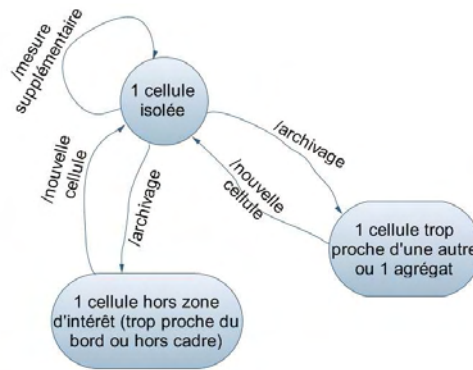 /mesure
supplémentaire
1 cellule
isolée
/archivage
/nouvelle
cellule
/nouvelle
cellule
/archivage
1 cellule trop
proche d'une autre
ou 1 agrégat
1 cellule hors zone
d'intérêt (trop proche du
bord ou hors cadre)